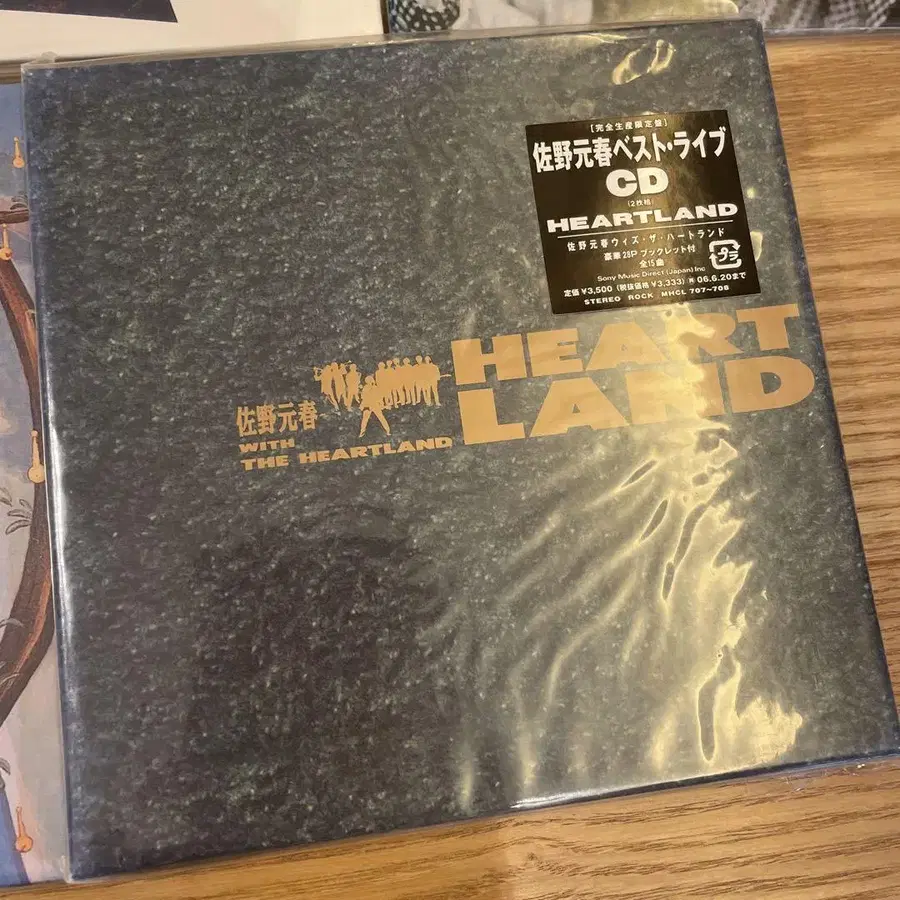 [完全生産限定盤]
佐野元春ベスト・ライブ
CD
(2枚組)
HEARTLAND
佐野元春ウィズ・ザ・ハートランド
豪華28Pブックレット付
全15曲
Sony Music Direct (Japan) Inc
定価 ¥3,500 (税抜価格 ¥3,333) 06.6.20まで
STEREO ROCK MHCL 707~708
プラ
HEART
LAND
佐野元春
WITH
THE HEARTLAND